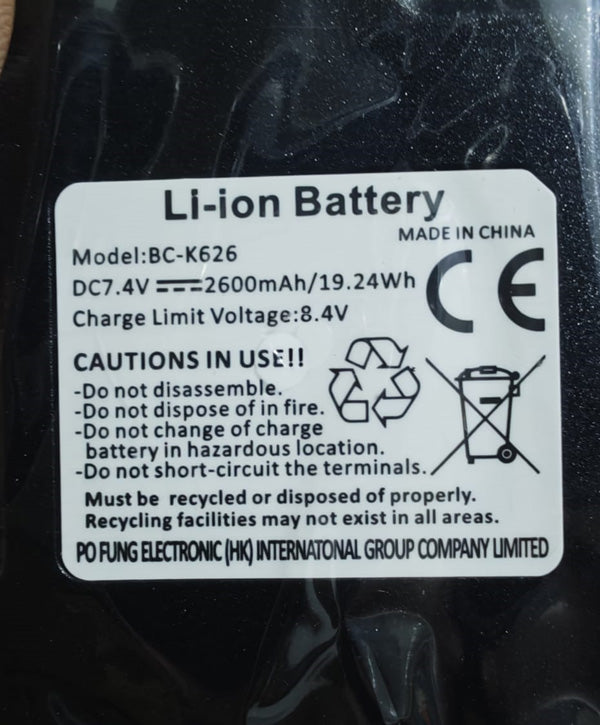 Li-ion Battery
MADE IN CHINA
Model:BC-K626
DC7.4V ⎓2600mAh/19.24Wh
Charge Limit Voltage:8.4V
CE
CAUTIONS IN USE!!
-Do not disassemble.
-Do not dispose of in fire.
-Do not change of charge
battery in hazardous location.
-Do not short-circuit the terminals.
Must be recycled or disposed of properly.
Recycling facilities may not exist in all areas.
PO FUNG ELECTRONIC (HK) INTERNATONAL GROUP COMPANY LIMITED